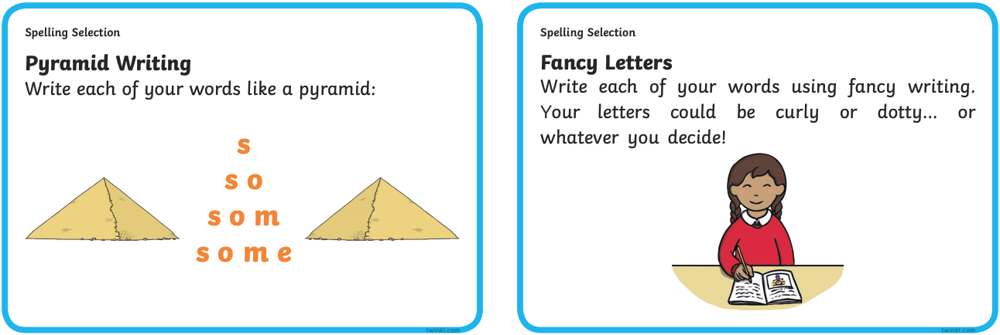 Spelling Selection
Pyramid Writing
Write each of your words like a pyramid:
s
s o
s o m
s o m e
twinkl.com
Spelling Selection
Fancy Letters
Write each of your words using fancy writing.
Your letters could be curly or dotty... or
whatever you decide!
twinkl.com